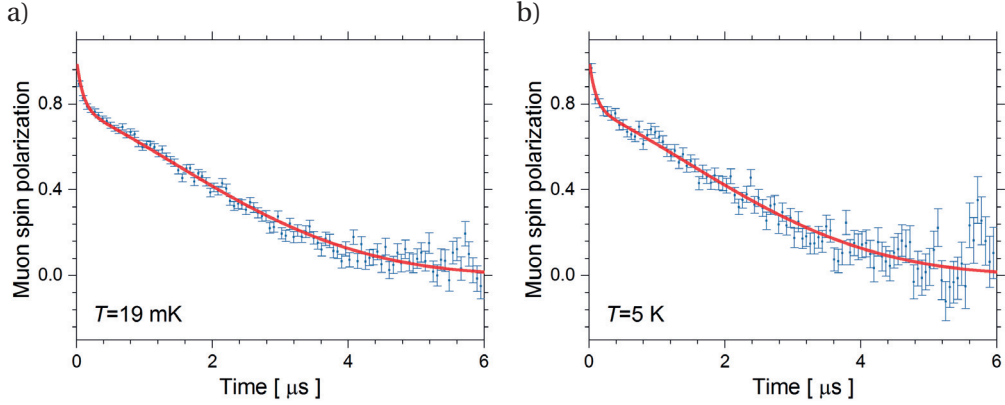 a)
Muon spin polarization
0.8
0.4
0.0
T=19 mK
0 2 4 6
Time [ μs ]
b)
Muon spin polarization
0.8
0.4
0.0
T=5 K
0 2 4 6
Time [ μs ]